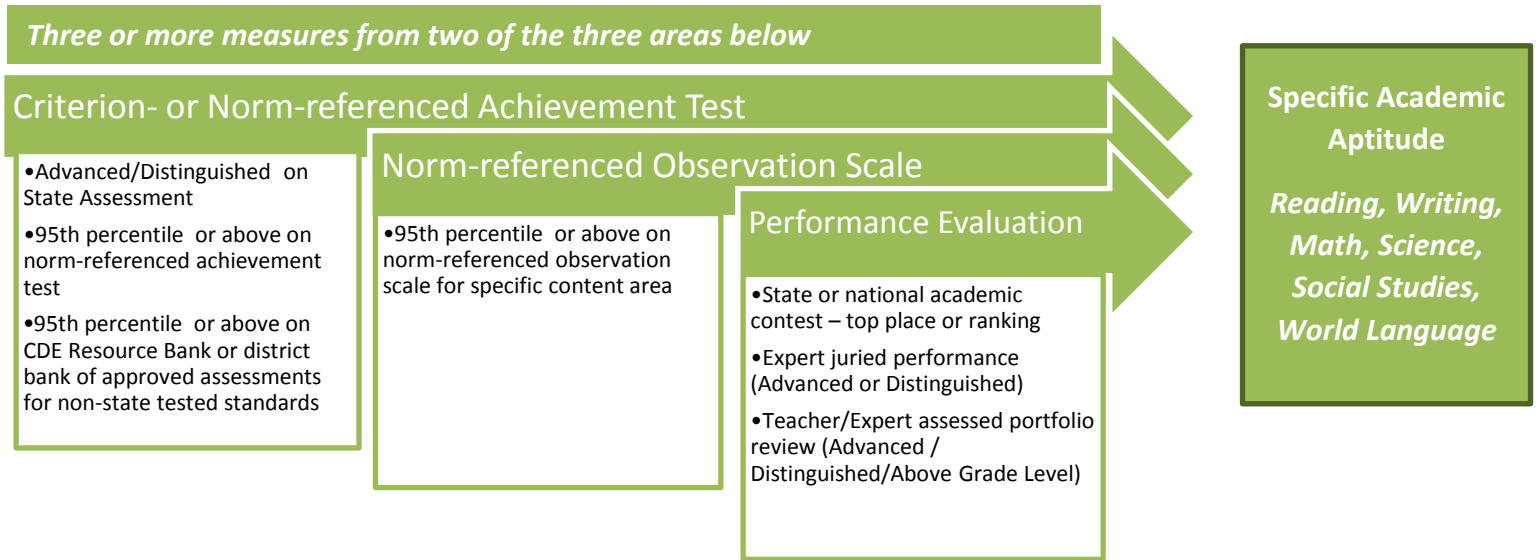 Three or more measures from two of the three areas below
Criterion- or Norm-referenced Achievement Test
•Advanced/Distinguished on
State Assessment
•95th percentile or above on
norm-referenced achievement
test
•95th percentile or above on
CDE Resource Bank or district
bank of approved assessments
for non-state tested standards
Norm-referenced Observation Scale
•95th percentile or above on
norm-referenced observation
scale for specific content area
Performance Evaluation
•State or national academic
contest – top place or ranking
•Expert juried performance
(Advanced or Distinguished)
•Teacher/Expert assessed portfolio
review (Advanced /
Distinguished/Above Grade Level)
Specific Academic
Aptitude
Reading, Writing,
Math, Science,
Social Studies,
World Language